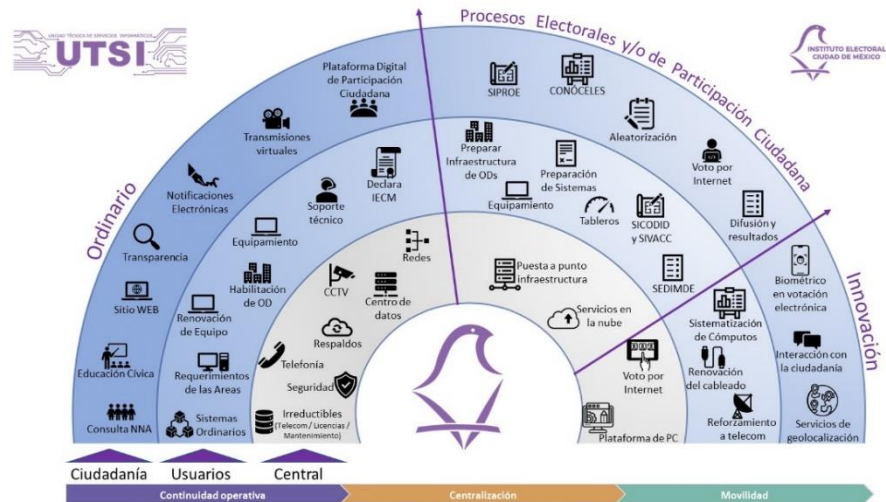 UNIDAD TÉCNICA DE SERVICIOS INFORMÁTICOS
UTSI
INSTITUTO ELECTORAL
CIUDAD DE MÉXICO
Ordinario
Procesos Electorales y/o de Participación Ciudadana
Innovación
Plataforma Digital
de Participación
Ciudadana
Transmisiones
virtuales
Notificaciones
Electrónicas
Transparencia
Sitio WEB
Educación Cívica
Consulta NNA
SIPROE
CONÓCELES
Aleatorización
Voto por
Internet
Difusión y
resultados
Biométrico
en votación
electrónica
Interacción con
la ciudadanía
Servicios de
geolocalización
Declara
IECM
Soporte
técnico
Equipamiento
Habilitación
de OD
Renovación
de Equipo
Requerimientos
de las Areas
Sistemas
Ordinarios
Preparar
Infraestructura
de ODs
Preparación
de Sistemas
Equipamiento
Tableros
SICODID
y SIVACC
SEDIMDE
Sistematización
de Cómputos
Renovación
del cableado
Reforzamiento
a telecom
Redes
CCTV
Centro de
datos
Respaldos
Telefonía
Seguridad
Irreductibles
(Telecom / Licencias /
Mantenimiento)
Puesta a punto
infraestructura
Servicios en
la nube
Voto por
Internet
Plataforma de PC
Ciudadanía
Usuarios
Central
Continuidad operativa
Centralización
Movilidad